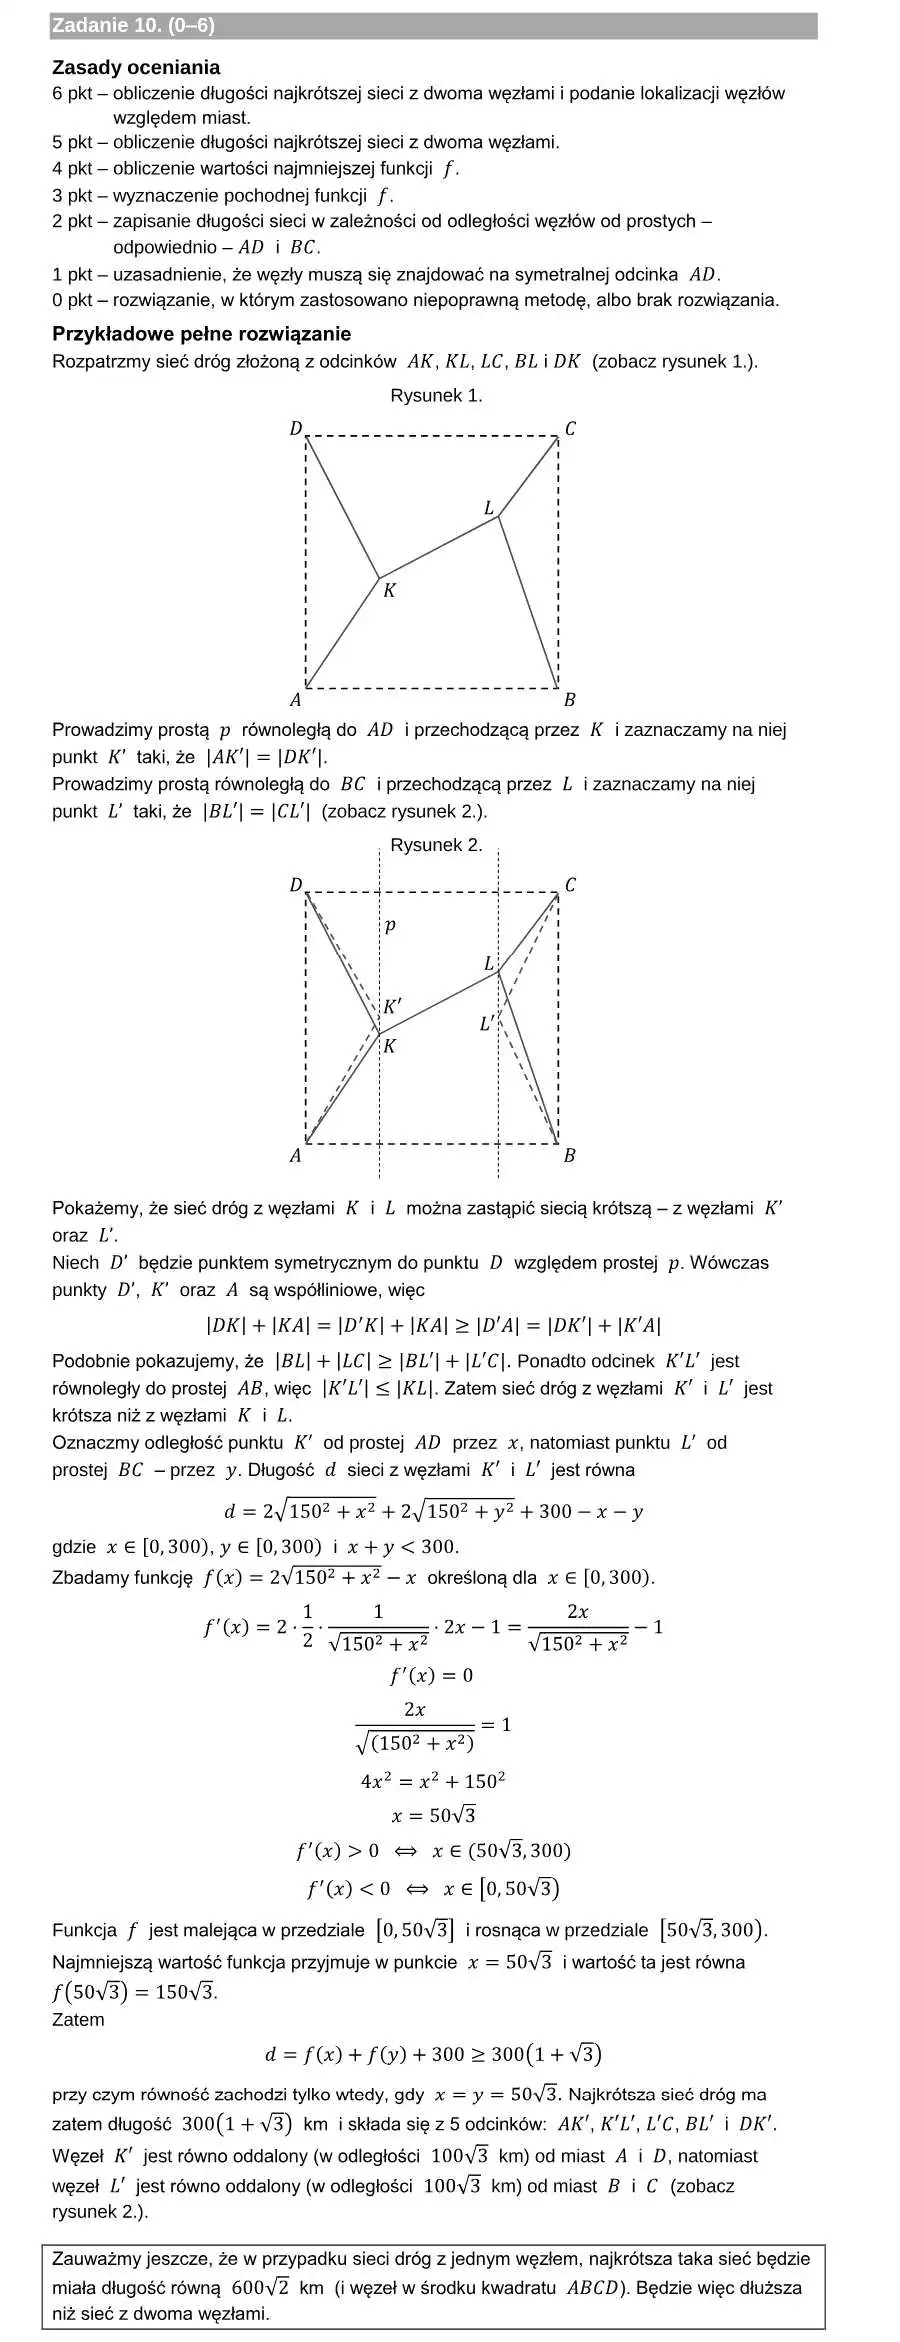 Zadanie 10. (0–6)
Zasady oceniania
6 pkt – obliczenie długości najkrótszej sieci z dwoma węzłami i podanie lokalizacji węzłów
względem miast.
5 pkt – obliczenie długości najkrótszej sieci z dwoma węzłami.
4 pkt – obliczenie wartości najmniejszej funkcji f.
3 pkt – wyznaczenie pochodnej funkcji f.
2 pkt – zapisanie długości sieci w zależności od odległości węzłów od prostych –
odpowiednio – AD i BC.
1 pkt – uzasadnienie, że węzły muszą się znajdować na symetralnej odcinka AD.
0 pkt – rozwiązanie, w którym zastosowano niepoprawną metodę, albo brak rozwiązania.
Przykładowe pełne rozwiązanie
Rozpatrzmy sieć dróg złożoną z odcinków AK, KL, LC, BL i DK (zobacz rysunek 1.).
Rysunek 1.
D C
L
K
A B
Prowadzimy prostą p równoległą do AD i przechodzącą przez K i zaznaczamy na niej
punkt K' taki, że |AK'| = |DK'|.
Prowadzimy prostą równoległą do BC i przechodzącą przez L i zaznaczamy na niej
punkt L' taki, że |BL'| = |CL'| (zobacz rysunek 2.).
Rysunek 2.
D C
p
L
K'
L'
K
A B
Pokażemy, że sieć dróg z węzłami K i L można zastąpić siecią krótszą – z węzłami K'
oraz L'.
Niech D' będzie punktem symetrycznym do punktu D względem prostej p. Wówczas
punkty D', K' oraz A są współliniowe, więc
|DK| + |KA| = |D'K| + |KA| ≥ |D'A| = |DK'| + |K'A|
Podobnie pokazujemy, że |BL| + |LC| ≥ |BL'| + |L'C|. Ponadto odcinek K'L' jest
równoległy do prostej AB, więc |K'L'| ≤ |KL|. Zatem sieć dróg z węzłami K' i L' jest
krótsza niż z węzłami K i L.
Oznaczmy odległość punktu K' od prostej AD przez x, natomiast punktu L' od
prostej BC – przez y. Długość d sieci z węzłami K' i L' jest równa
d = 2√(150² + x²) + 2√(150² + y²) + 300 − x − y
gdzie x ∈ [0, 300), y ∈ [0, 300) i x + y < 300.
Zbadamy funkcję f(x) = 2√(150² + x²) − x określoną dla x ∈ [0, 300).
f'(x) = 2 · 1/2 · 1/√(150² + x²) · 2x − 1 = 2x/√(150² + x²) − 1
f'(x) = 0
2x/√((150² + x²)) = 1
4x² = x² + 150²
x = 50√3
f'(x) > 0 ⟺ x ∈ (50√3, 300)
f'(x) < 0 ⟺ x ∈ [0, 50√3)
Funkcja f jest malejąca w przedziale [0, 50√3] i rosnąca w przedziale [50√3, 300).
Najmniejszą wartość funkcja przyjmuje w punkcie x = 50√3 i wartość ta jest równa
f(50√3) = 150√3.
Zatem
d = f(x) + f(y) + 300 ≥ 300(1 + √3)
przy czym równość zachodzi tylko wtedy, gdy x = y = 50√3. Najkrótsza sieć dróg ma
zatem długość 300(1 + √3) km i składa się z 5 odcinków: AK', K'L', L'C, BL' i DK'.
Węzeł K' jest równo oddalony (w odległości 100√3 km) od miast A i D, natomiast
węzeł L' jest równo oddalony (w odległości 100√3 km) od miast B i C (zobacz
rysunek 2.).
Zauważmy jeszcze, że w przypadku sieci dróg z jednym węzłem, najkrótsza taka sieć będzie
miała długość równą 600√2 km (i węzeł w środku kwadratu ABCD). Będzie więc dłuższa
niż sieć z dwoma węzłami.